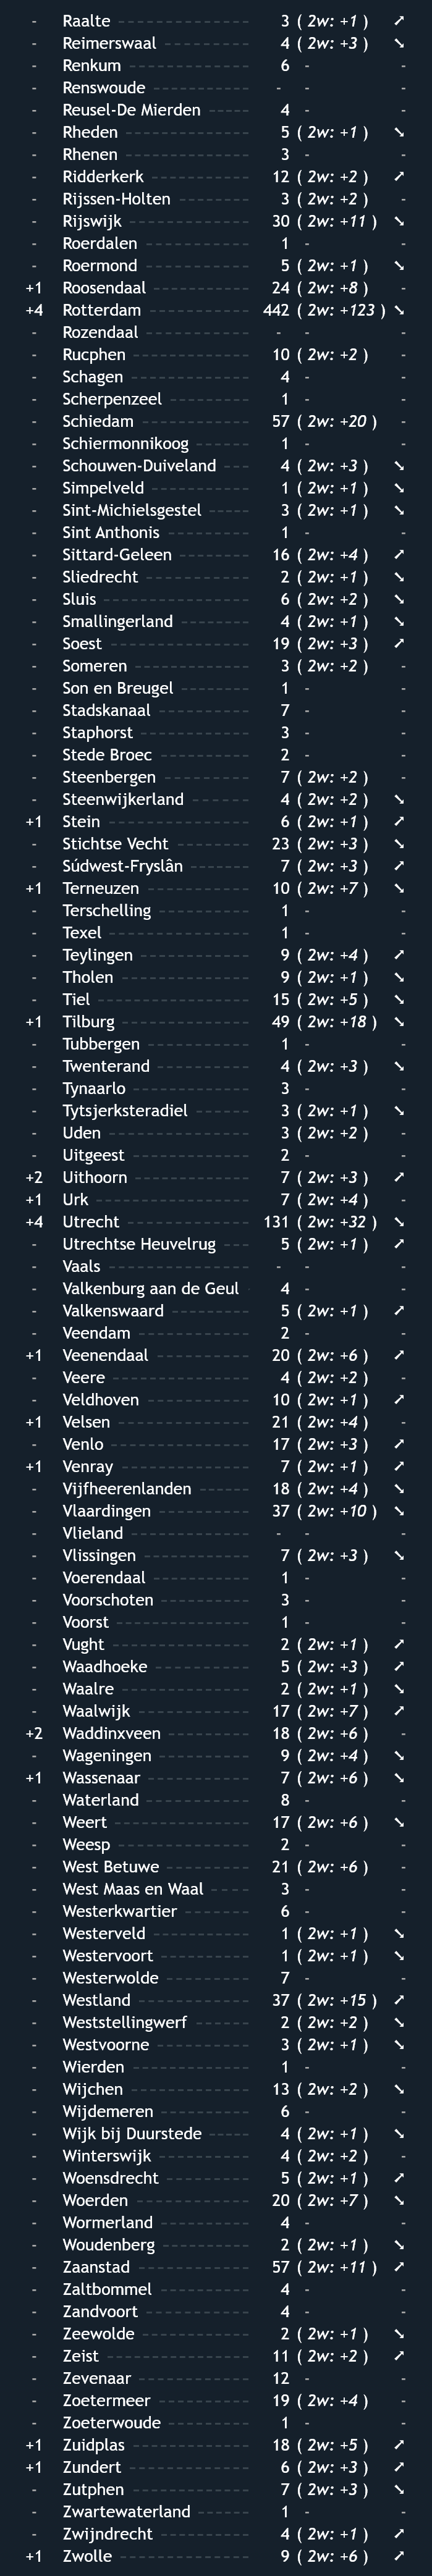 - Raalte 3 ( 2w: +1 ) ➚
- Reimerswaal 4 ( 2w: +3 ) ➘
- Renkum 6 - -
- Renswoude - - -
- Reusel-De Mierden 4 - -
- Rheden 5 ( 2w: +1 ) ➘
- Rhenen 3 - -
- Ridderkerk 12 ( 2w: +2 ) ➚
- Rijssen-Holten 3 ( 2w: +2 ) -
- Rijswijk 30 ( 2w: +11 ) ➘
- Roerdalen 1 - -
- Roermond 5 ( 2w: +1 ) ➘
+1 Roosendaal 24 ( 2w: +8 ) -
+4 Rotterdam 442 ( 2w: +123 ) ➘
- Rozendaal - - -
- Rucphen 10 ( 2w: +2 ) -
- Schagen 4 - -
- Scherpenzeel 1 - -
- Schiedam 57 ( 2w: +20 ) -
- Schiermonnikoog 1 - -
- Schouwen-Duiveland 4 ( 2w: +3 ) ➘
- Simpelveld 1 ( 2w: +1 ) ➘
- Sint-Michielsgestel 3 ( 2w: +1 ) ➘
- Sint Anthonis 1 - -
- Sittard-Geleen 16 ( 2w: +4 ) ➚
- Sliedrecht 2 ( 2w: +1 ) ➘
- Sluis 6 ( 2w: +2 ) ➘
- Smallingerland 4 ( 2w: +1 ) ➘
- Soest 19 ( 2w: +3 ) ➚
- Someren 3 ( 2w: +2 ) -
- Son en Breugel 1 - -
- Stadskanaal 7 - -
- Staphorst 3 - -
- Stede Broec 2 - -
- Steenbergen 7 ( 2w: +2 ) -
- Steenwijkerland 4 ( 2w: +2 ) ➘
+1 Stein 6 ( 2w: +1 ) ➚
- Stichtse Vecht 23 ( 2w: +3 ) ➘
- Súdwest-Fryslân 7 ( 2w: +3 ) ➚
+1 Terneuzen 10 ( 2w: +7 ) ➘
- Terschelling 1 - -
- Texel 1 - -
- Teylingen 9 ( 2w: +4 ) ➚
- Tholen 9 ( 2w: +1 ) ➘
- Tiel 15 ( 2w: +5 ) ➘
+1 Tilburg 49 ( 2w: +18 ) ➘
- Tubbergen 1 - -
- Twenterand 4 ( 2w: +3 ) ➘
- Tynaarlo 3 - -
- Tytsjerksteradiel 3 ( 2w: +1 ) ➘
- Uden 3 ( 2w: +2 ) -
- Uitgeest 2 - -
+2 Uithoorn 7 ( 2w: +3 ) ➚
+1 Urk 7 ( 2w: +4 ) -
+4 Utrecht 131 ( 2w: +32 ) ➘
- Utrechtse Heuvelrug 5 ( 2w: +1 ) ➚
- Vaals - - -
- Valkenburg aan de Geul 4 - -
- Valkenswaard 5 ( 2w: +1 ) ➚
- Veendam 2 - -
+1 Veenendaal 20 ( 2w: +6 ) ➚
- Veere 4 ( 2w: +2 ) -
- Veldhoven 10 ( 2w: +1 ) ➚
+1 Velsen 21 ( 2w: +4 ) -
- Venlo 17 ( 2w: +3 ) ➚
+1 Venray 7 ( 2w: +1 ) ➚
- Vijfheerenlanden 18 ( 2w: +4 ) ➘
- Vlaardingen 37 ( 2w: +10 ) ➘
- Vlieland - - -
- Vlissingen 7 ( 2w: +3 ) ➘
- Voerendaal 1 - -
- Voorschoten 3 - -
- Voorst 1 - -
- Vught 2 ( 2w: +1 ) ➚
- Waadhoeke 5 ( 2w: +3 ) ➚
- Waalre 2 ( 2w: +1 ) ➘
- Waalwijk 17 ( 2w: +7 ) ➚
+2 Waddinxveen 18 ( 2w: +6 ) -
- Wageningen 9 ( 2w: +4 ) ➘
+1 Wassenaar 7 ( 2w: +6 ) ➘
- Waterland 8 - -
- Weert 17 ( 2w: +6 ) ➘
- Weesp 2 - -
- West Betuwe 21 ( 2w: +6 ) -
- West Maas en Waal 3 - -
- Westerkwartier 6 - -
- Westerveld 1 ( 2w: +1 ) ➘
- Westervoort 1 ( 2w: +1 ) ➘
- Westerwolde 7 - -
- Westland 37 ( 2w: +15 ) ➚
- Weststellingwerf 2 ( 2w: +2 ) ➘
- Westvoorne 3 ( 2w: +1 ) ➘
- Wierden 1 - -
- Wijchen 13 ( 2w: +2 ) ➘
- Wijdemeren 6 - -
- Wijk bij Duurstede 4 ( 2w: +1 ) ➘
- Winterswijk 4 ( 2w: +2 ) -
- Woensdrecht 5 ( 2w: +1 ) ➚
- Woerden 20 ( 2w: +7 ) ➘
- Wormerland 4 - -
- Woudenberg 2 ( 2w: +1 ) ➘
- Zaanstad 57 ( 2w: +11 ) ➚
- Zaltbommel 4 - -
- Zandvoort 4 - -
- Zeewolde 2 ( 2w: +1 ) ➘
- Zeist 11 ( 2w: +2 ) ➚
- Zevenaar 12 - -
- Zoetermeer 19 ( 2w: +4 ) -
- Zoeterwoude 1 - -
+1 Zuidplas 18 ( 2w: +5 ) ➚
+1 Zundert 6 ( 2w: +3 ) ➚
- Zutphen 7 ( 2w: +3 ) ➘
- Zwartewaterland 1 - -
- Zwijndrecht 4 ( 2w: +1 ) ➚
+1 Zwolle 9 ( 2w: +6 ) ➚